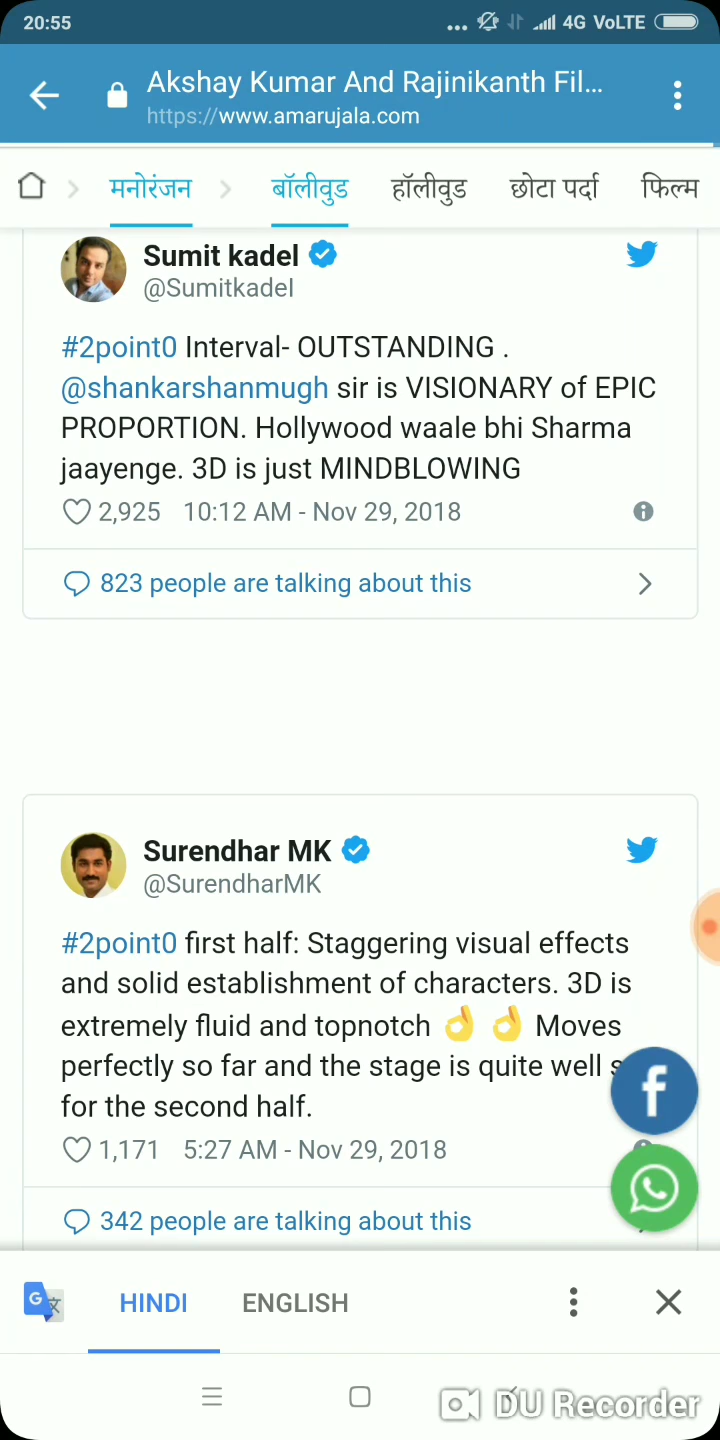 20:55
... 4G VoLTE
Akshay Kumar And Rajinikanth Fil...
https://www.amarujala.com
मनोरंजन बॉलीवुड हॉलीवुड छोटा पर्दा फिल्म
Sumit kadel
@Sumitkadel
#2point0 Interval- OUTSTANDING .
@shankarshanmugh sir is VISIONARY of EPIC
PROPORTION. Hollywood waale bhi Sharma
jaayenge. 3D is just MINDBLOWING
2,925 10:12 AM - Nov 29, 2018
823 people are talking about this
Surendhar MK
@SurendharMK
#2point0 first half: Staggering visual effects
and solid establishment of characters. 3D is
extremely fluid and topnotch 👌 👌 Moves
perfectly so far and the stage is quite well
for the second half.
1,171 5:27 AM - Nov 29, 2018
342 people are talking about this
HINDI ENGLISH
DU Recorder